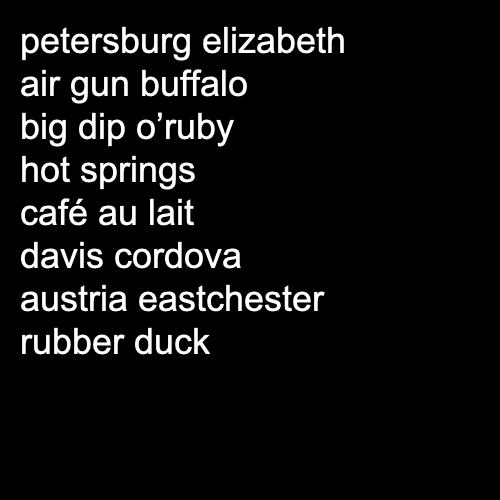 petersburg elizabeth
air gun buffalo
big dip o’ruby
hot springs
café au lait
davis cordova
austria eastchester
rubber duck